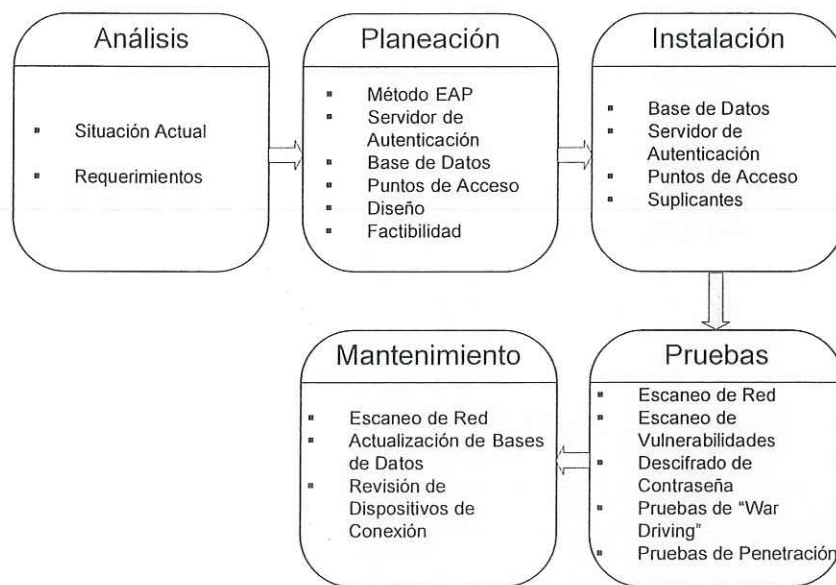 Análisis
Situación Actual
Requerimientos
Planeación
Método EAP
Servidor de
Autenticación
Base de Datos
Puntos de Acceso
Diseño
Factibilidad
Instalación
Base de Datos
Servidor de
Autenticación
Puntos de Acceso
Suplicantes
Pruebas
Escaneo de Red
Escaneo de
Vulnerabilidades
Descifrado de
Contraseña
Pruebas de “War
Driving”
Pruebas de Penetración
Mantenimiento
Escaneo de Red
Actualización de Bases
de Datos
Revisión de
Dispositivos de
Conexión